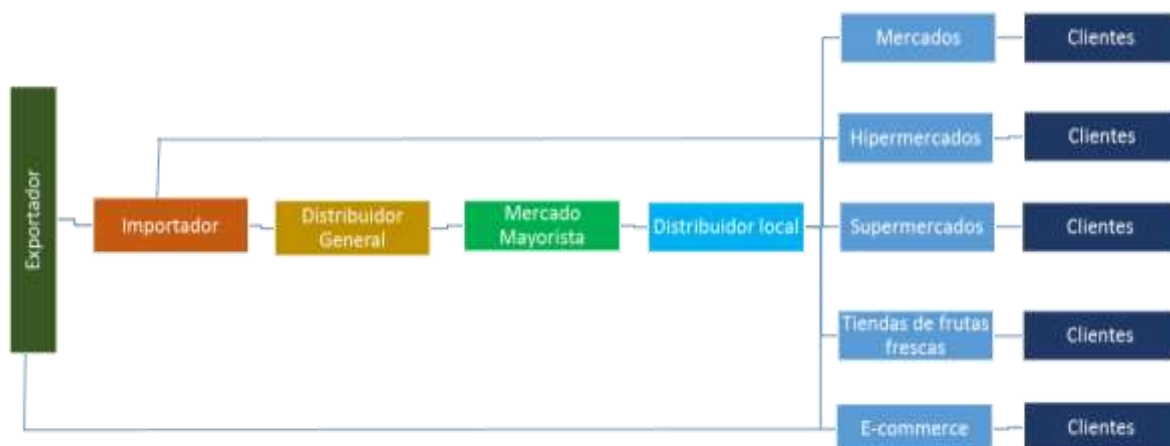 Exportador
Importador
Distribuidor
General
Mercado
Mayorista
Distribuidor local
Mercados
Clientes
Hipermercados
Clientes
Supermercados
Clientes
Tiendas de frutas
frescas
Clientes
E-commerce
Clientes